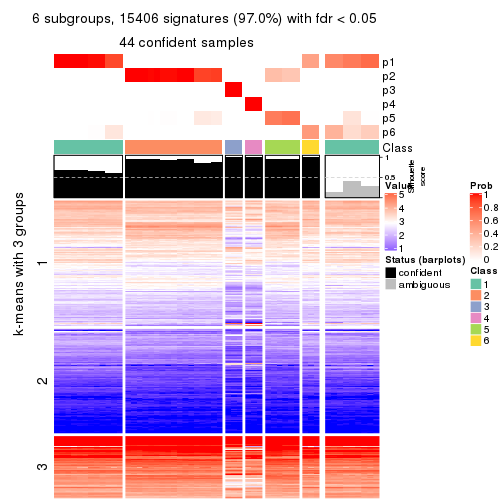 6 subgroups, 15406 signatures (97.0%) with fdr < 0.05
44 confident samples
p1
p2
p3
p4
p5
p6
Class
1
0.5
0
Silhouette
score
k-means with 3 groups
1
2
3
Value
5
4
3
2
1
Status (barplots)
confident
ambiguous
Prob
1
0.8
0.6
0.4
0.2
0
Class
1
2
3
4
5
6